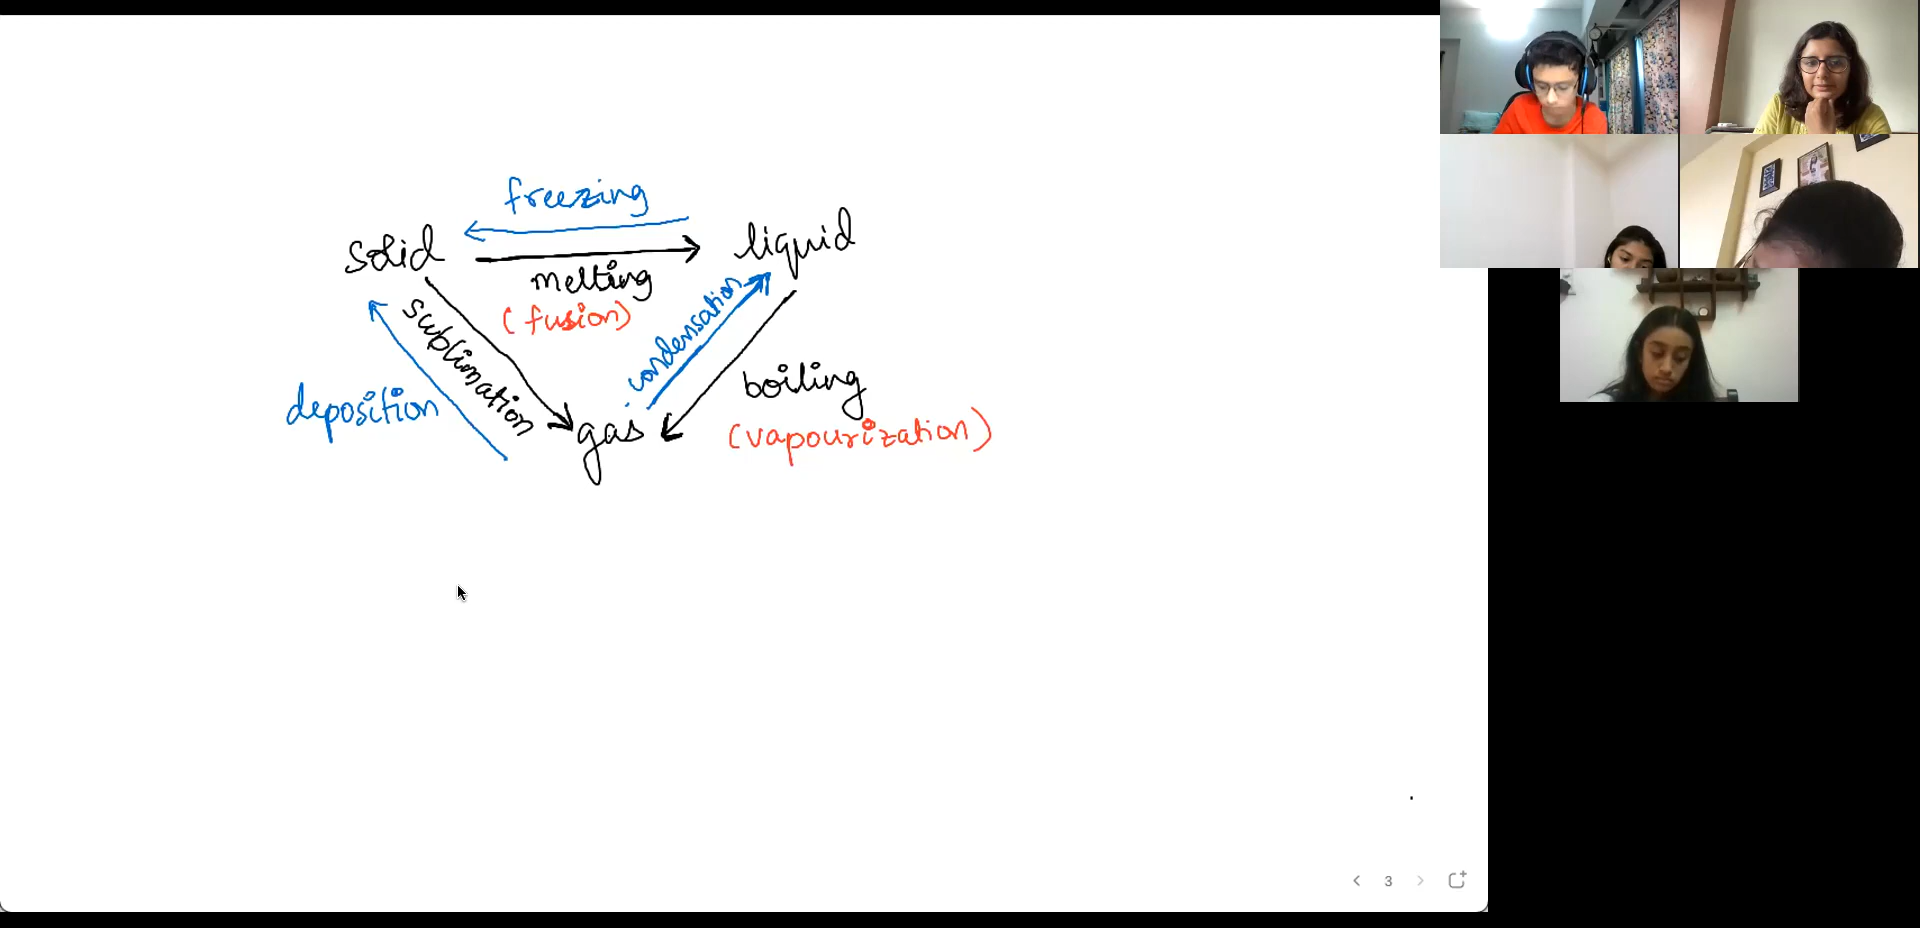 freezing
solid
liquid
melting
(fusion)
sublimation
condensation
deposition
boiling
gas
(vapourization)
3